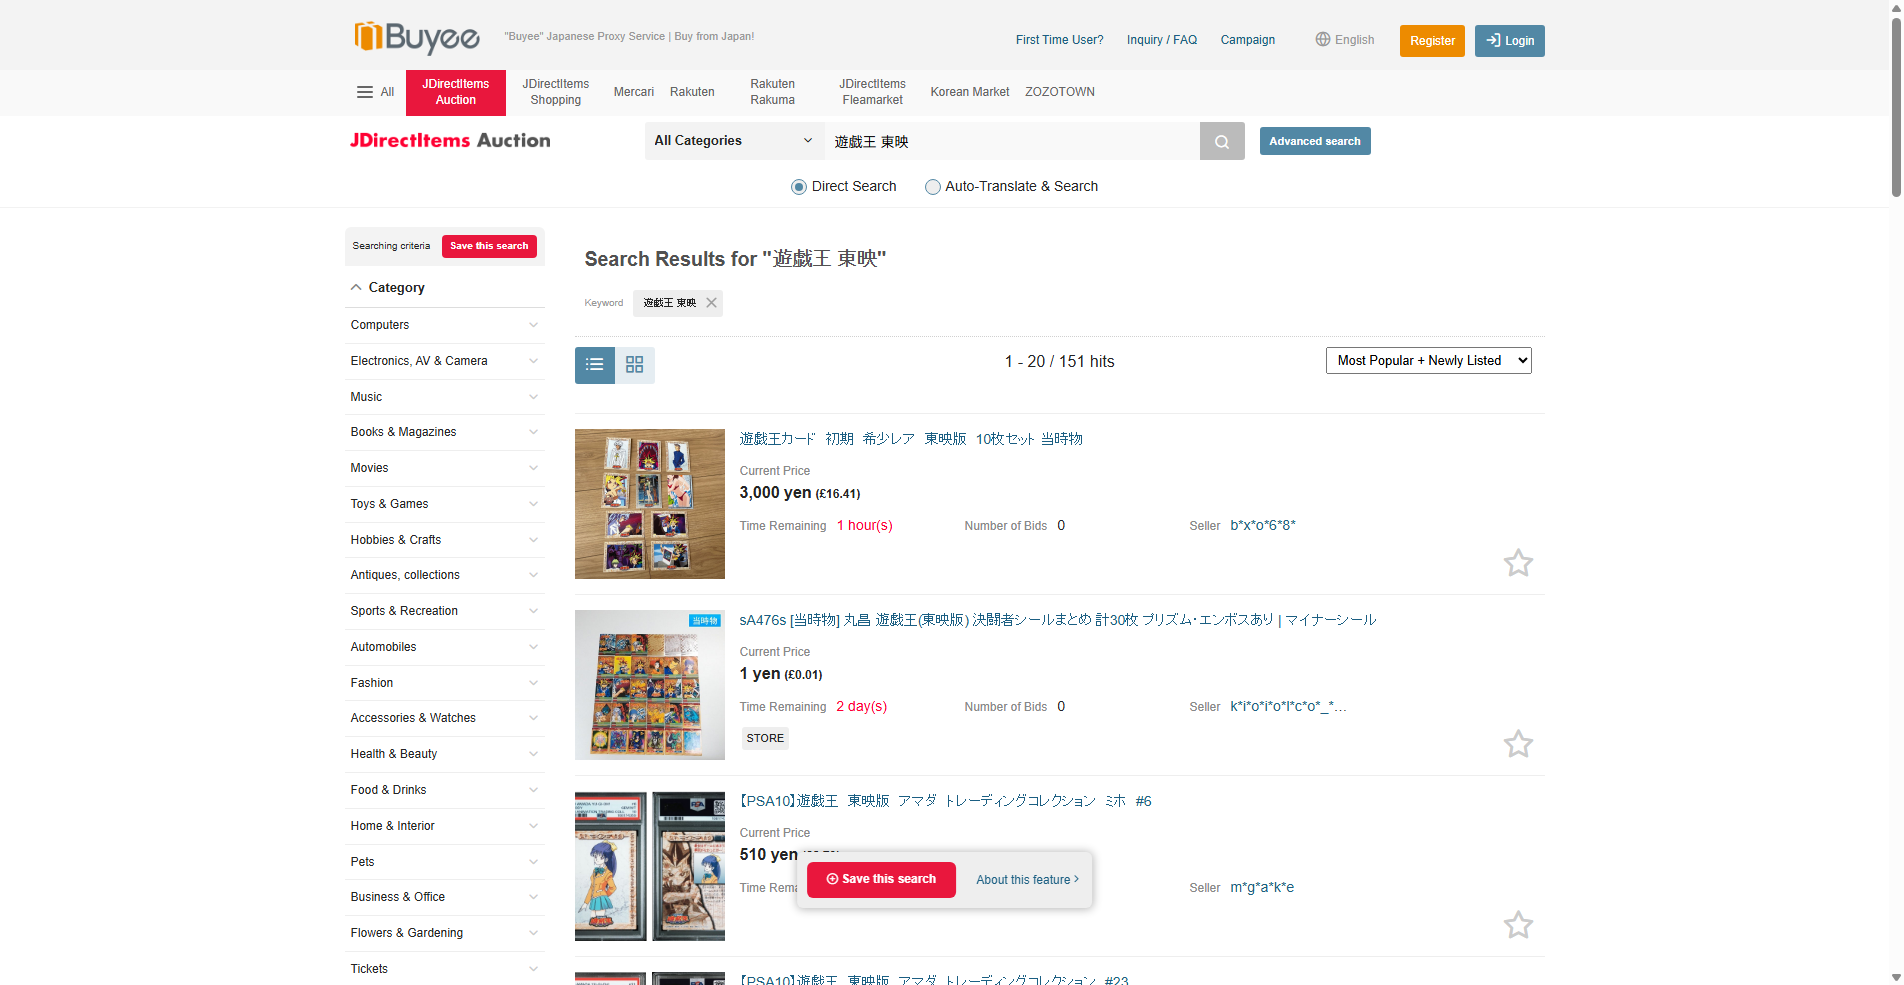 Buyee
"Buyee" Japanese Proxy Service | Buy from Japan!
First Time User?
Inquiry / FAQ
Campaign
English
Register
Login
All
JDirectItems
Auction
JDirectItems
Shopping
Mercari
Rakuten
Rakuten
Rakuma
JDirectItems
Fleamarket
Korean Market
ZOZOTOWN
JDirectItems Auction
All Categories
遊戯王 東映
Advanced search
Direct Search
Auto-Translate & Search
Searching criteria
Save this search
Category
Computers
Electronics, AV & Camera
Music
Books & Magazines
Movies
Toys & Games
Hobbies & Crafts
Antiques, collections
Sports & Recreation
Automobiles
Fashion
Accessories & Watches
Health & Beauty
Food & Drinks
Home & Interior
Pets
Business & Office
Flowers & Gardening
Tickets
Search Results for "遊戯王 東映"
Keyword
遊戯王 東映
1 - 20 / 151 hits
Most Popular + Newly Listed
遊戯王カード 初期 希少レア 東映版 10枚セット 当時物
Current Price
3,000 yen (£16.41)
Time Remaining 1 hour(s)
Number of Bids 0
Seller b*x*o*6*8*
当時物
sA476s [当時物] 丸昌 遊戯王(東映版) 決闘者シールまとめ 計30枚 プリズム・エンボスあり | マイナーシール
Current Price
1 yen (£0.01)
Time Remaining 2 day(s)
Number of Bids 0
Seller k*i*o*i*o*l*c*o*_*…
STORE
【PSA10】遊戯王 東映版 アマダ トレーディングコレクション ミホ #6
Current Price
510 yen
Time Rema
Seller m*g*a*k*e
Save this search
About this feature
【PSA10】遊戯王 東映版 アマダ トレーディングコレクション #23